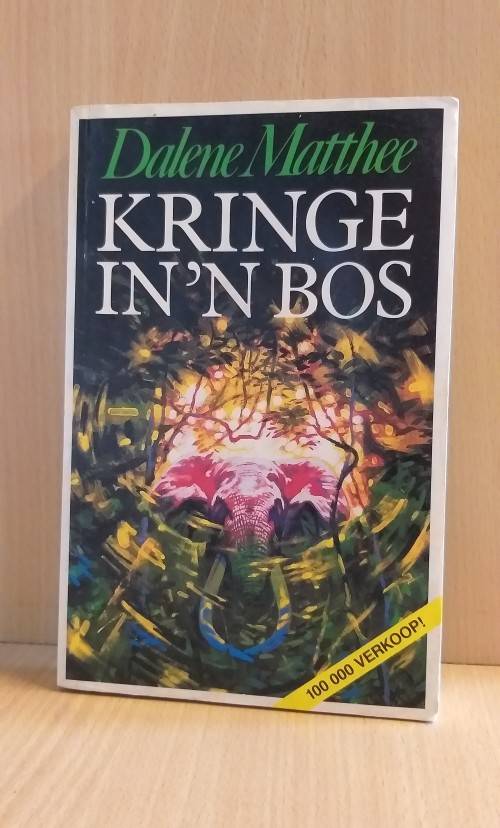 Dalene Matthee
KRINGE
IN 'N BOS
100 000 VERKOOP!